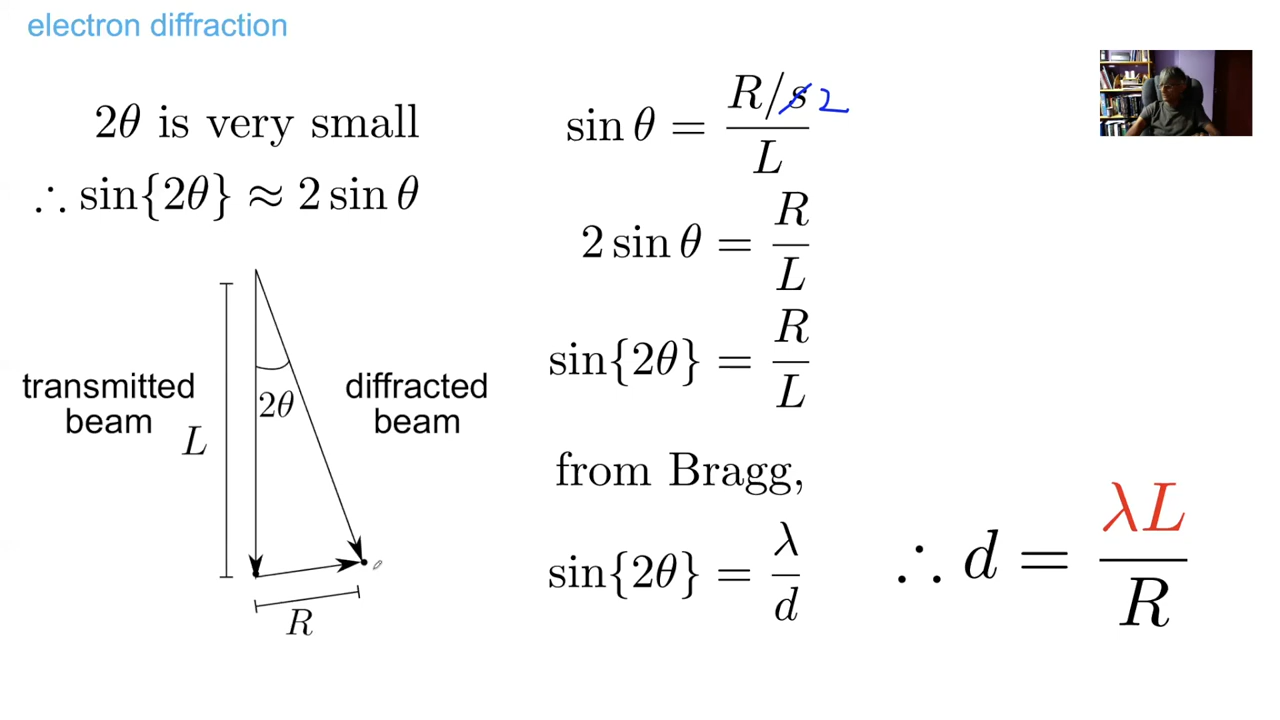 electron diffraction
2θ is very small
∴ sin{2θ} ≈ 2 sin θ
transmitted
beam
L
2θ
diffracted
beam
R
sin θ = R/s 2 / L
2 sin θ = R / L
sin{2θ} = R / L
from Bragg,
sin{2θ} = λ / d
∴ d = λL / R